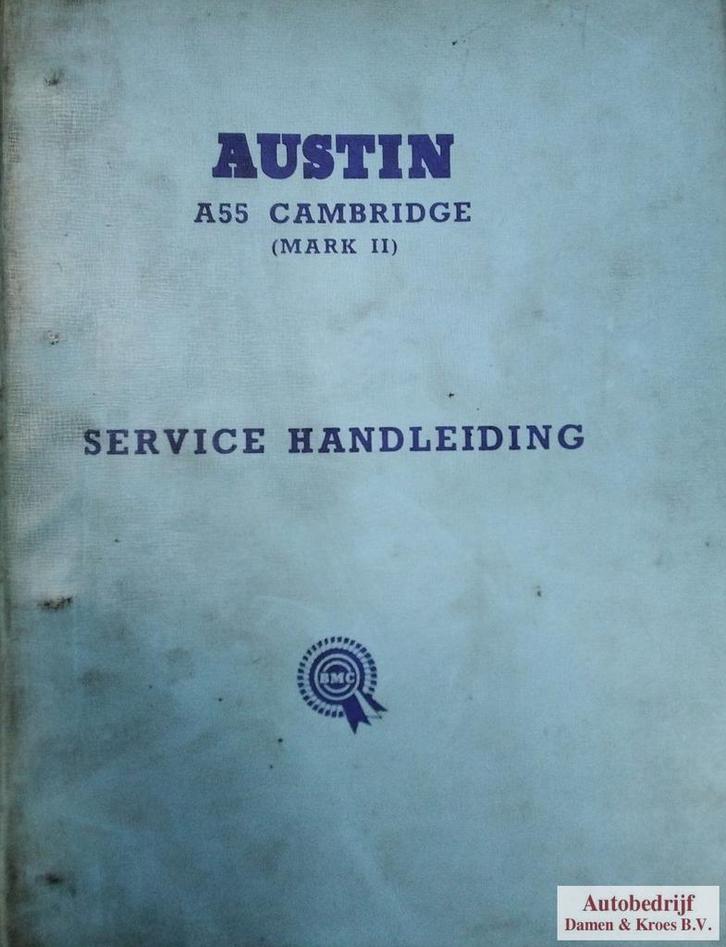 AUSTIN
A55 CAMBRIDGE
(MARK II)
SERVICE HANDLEIDING
BMC
Autobedrijf
Damen & Kroes B.V.